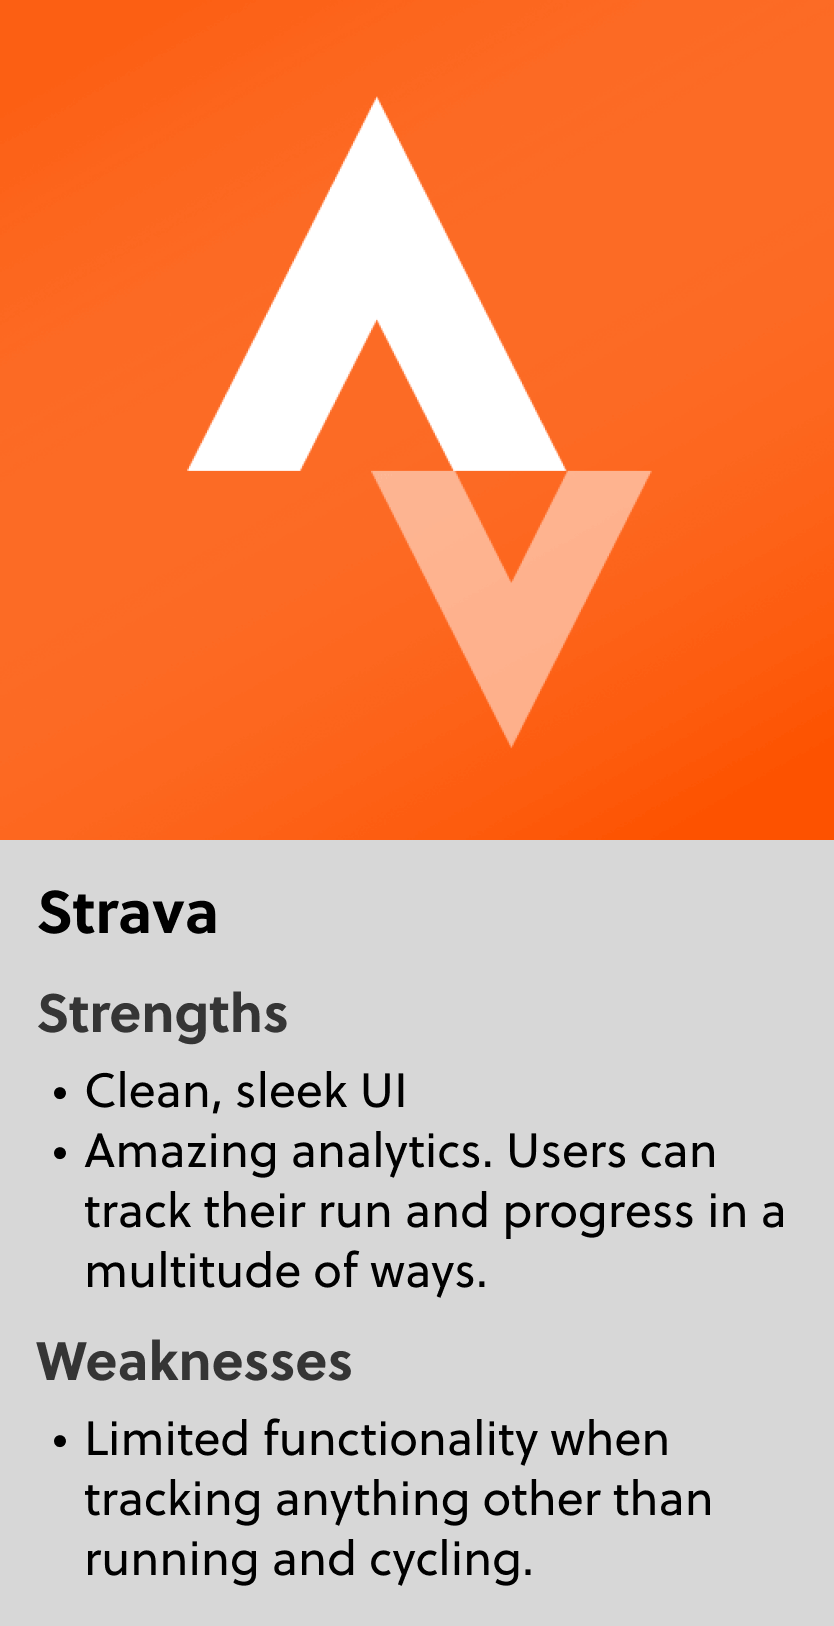 Strava
Strengths
• Clean, sleek UI
• Amazing analytics. Users can
track their run and progress in a
multitude of ways.
Weaknesses
• Limited functionality when
tracking anything other than
running and cycling.